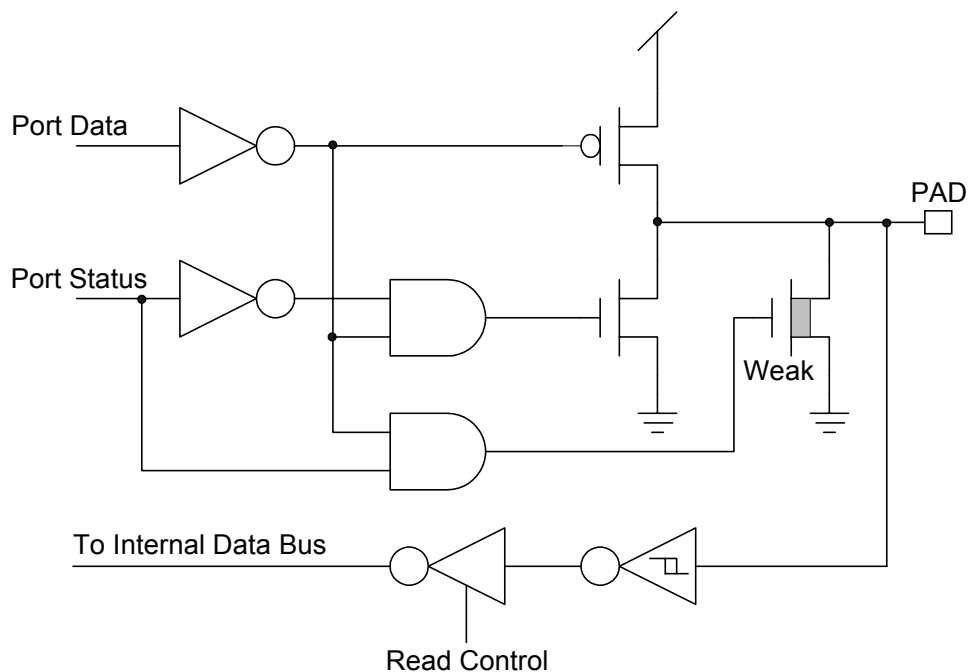 Port Data
PAD
Port Status
Weak
To Internal Data Bus
Read Control